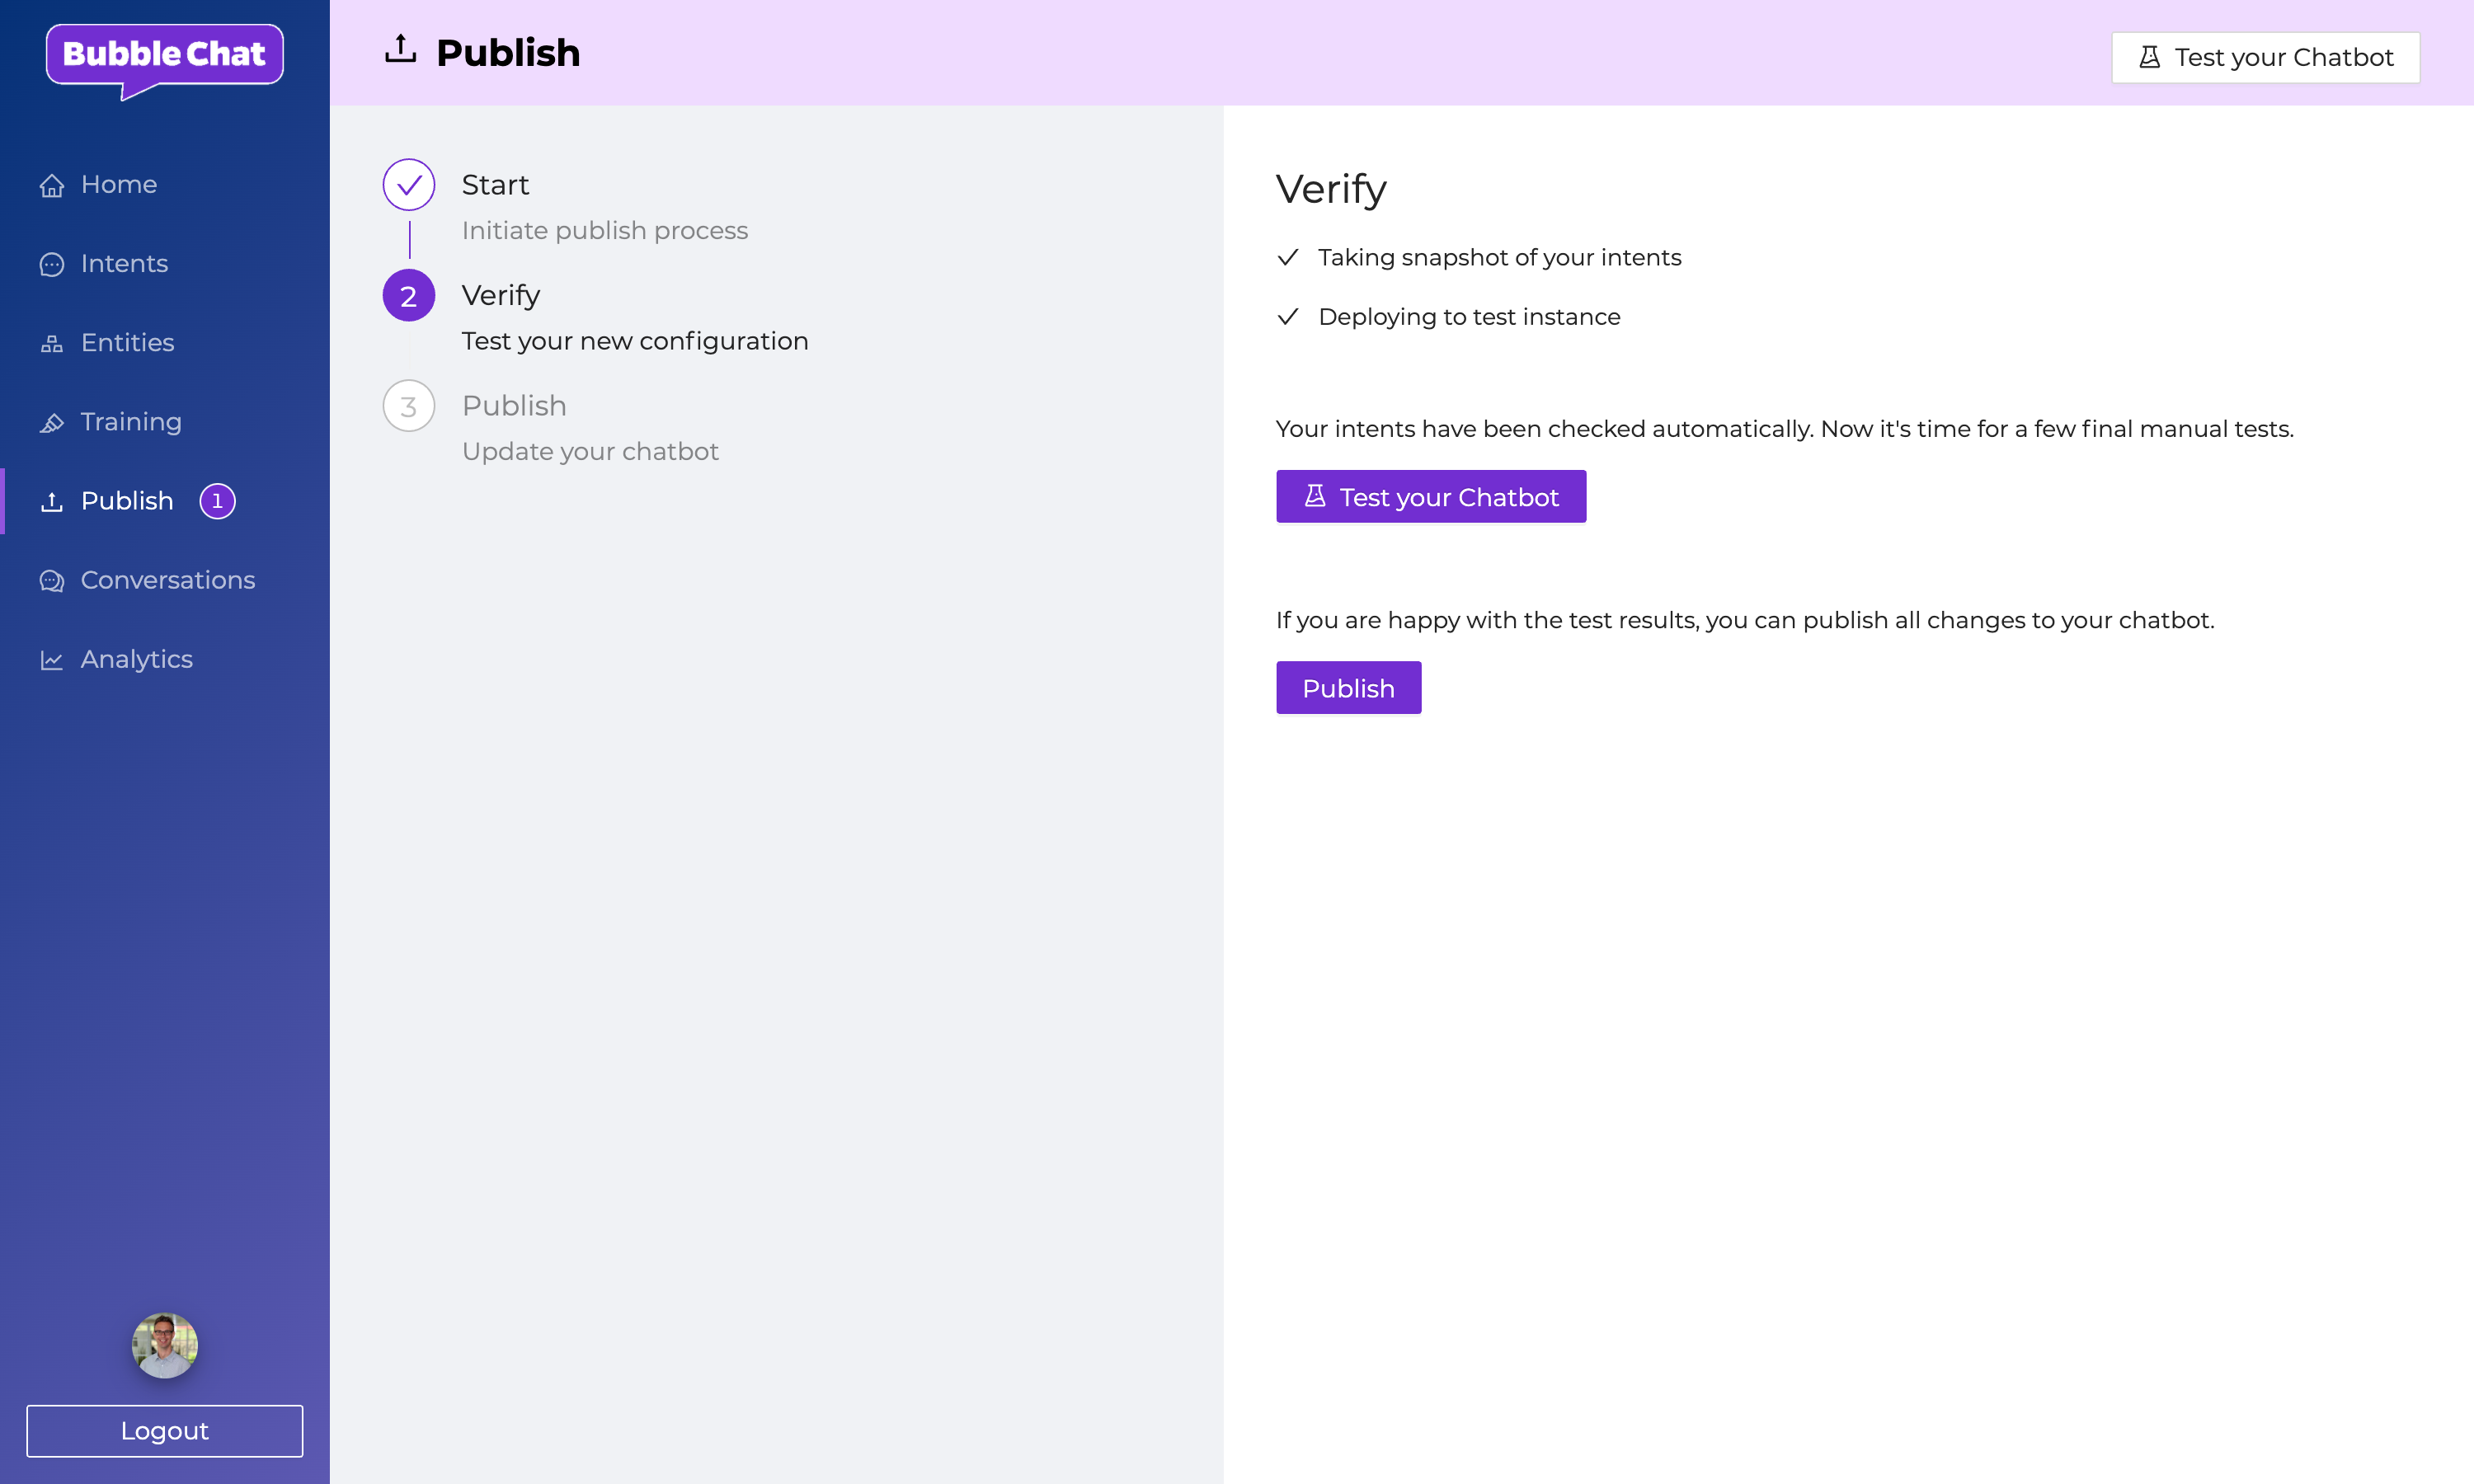 Bubble Chat
Home
Intents
Entities
Training
Publish 1
Conversations
Analytics
Logout
Publish
Test your Chatbot
Start
Initiate publish process
2 Verify
Test your new configuration
3 Publish
Update your chatbot
Verify
Taking snapshot of your intents
Deploying to test instance
Your intents have been checked automatically. Now it's time for a few final manual tests.
Test your Chatbot
If you are happy with the test results, you can publish all changes to your chatbot.
Publish